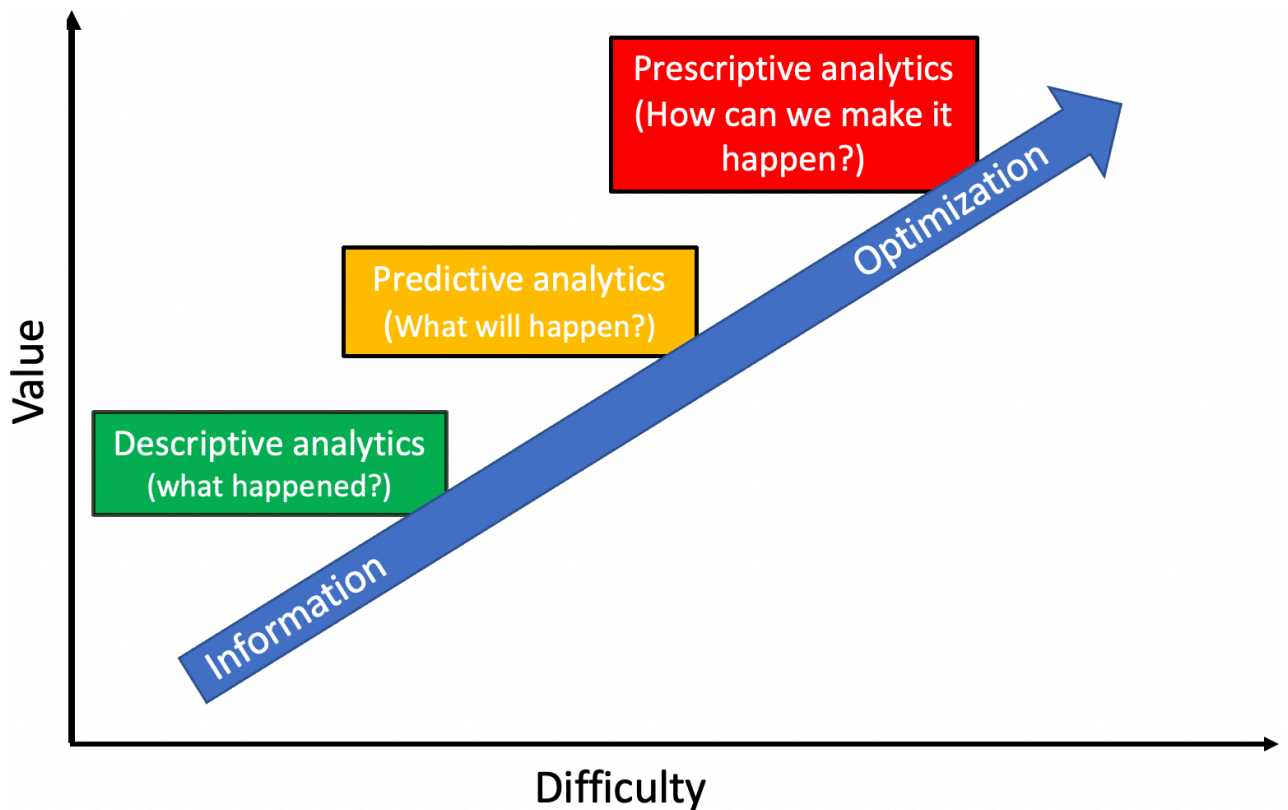 Prescriptive analytics
(How can we make it
happen?)
Optimization
Predictive analytics
(What will happen?)
Value
Descriptive analytics
(what happened?)
Information
Difficulty